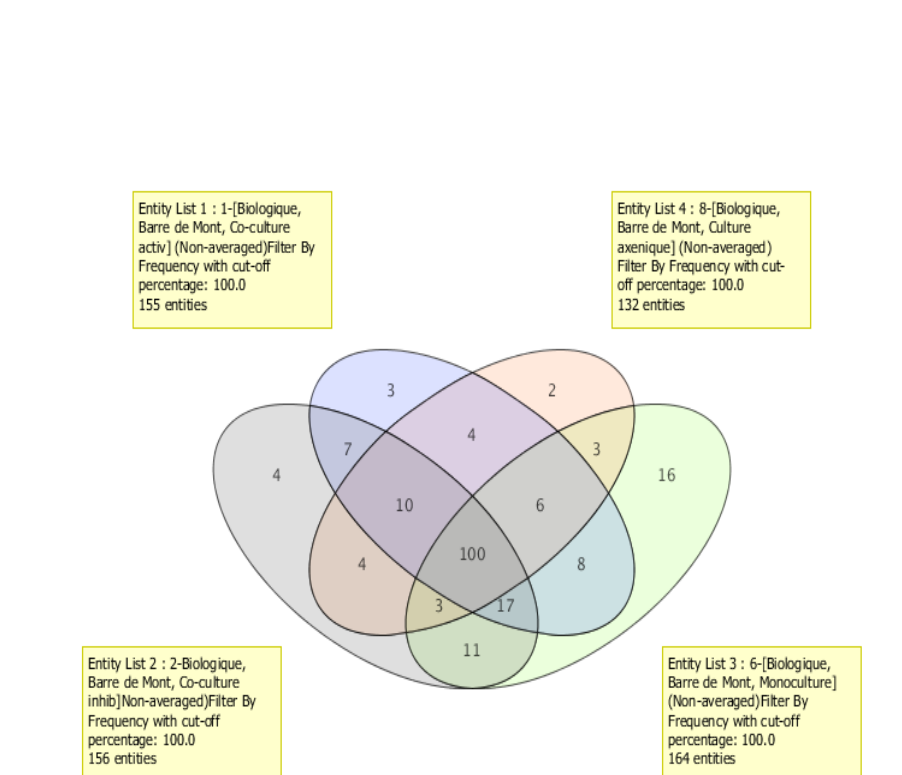 Entity List 1 : 1-[Biologique,
Barre de Mont, Co-culture
activ] (Non-averaged)Filter By
Frequency with cut-off
percentage: 100.0
155 entities
Entity List 4 : 8-[Biologique,
Barre de Mont, Culture
axenique] (Non-averaged)
Filter By Frequency with cut-
off percentage: 100.0
132 entities
3
2
4
7
3
4
16
10
6
100
4
8
3
17
11
Entity List 2 : 2-Biologique,
Barre de Mont, Co-culture
inhib]Non-averaged)Filter By
Frequency with cut-off
percentage: 100.0
156 entities
Entity List 3 : 6-[Biologique,
Barre de Mont, Monoculture]
(Non-averaged)Filter By
Frequency with cut-off
percentage: 100.0
164 entities